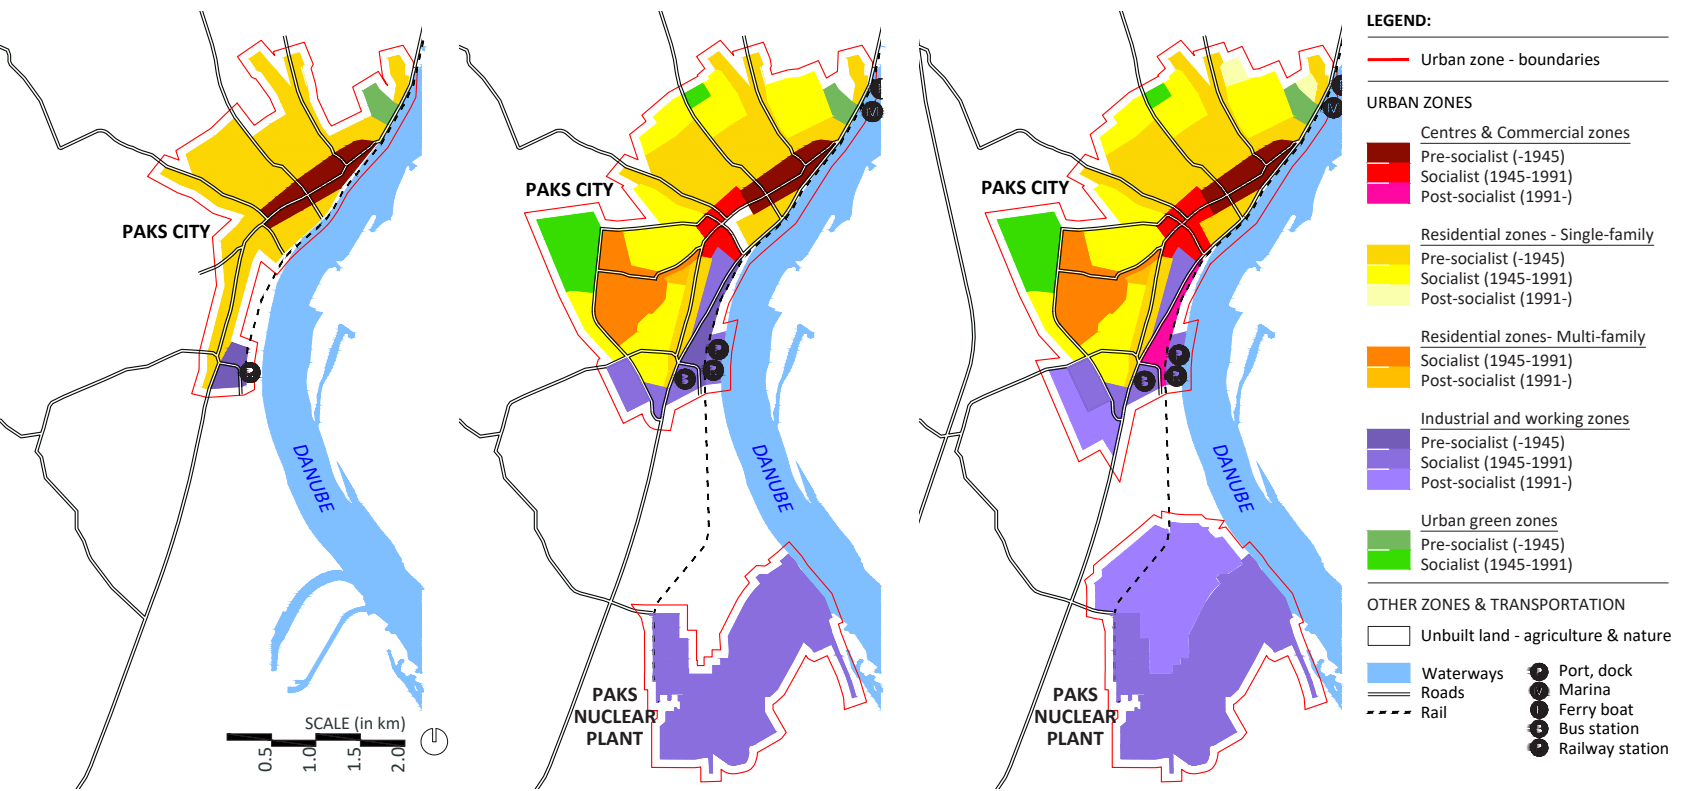 PAKS CITY
DANUBE
SCALE (in km)
0.5
1.0
1.5
2.0
PAKS CITY
DANUBE
M
PAKS
NUCLEAR
PLANT
PAKS CITY
DANUBE
M
PAKS
NUCLEAR
PLANT
LEGEND:
Urban zone - boundaries
URBAN ZONES
Centres & Commercial zones
Pre-socialist (-1945)
Socialist (1945-1991)
Post-socialist (1991-)
Residential zones - Single-family
Pre-socialist (-1945)
Socialist (1945-1991)
Post-socialist (1991-)
Residential zones- Multi-family
Socialist (1945-1991)
Post-socialist (1991-)
Industrial and working zones
Pre-socialist (-1945)
Socialist (1945-1991)
Post-socialist (1991-)
Urban green zones
Pre-socialist (-1945)
Socialist (1945-1991)
OTHER ZONES & TRANSPORTATION
Unbuilt land - agriculture & nature
Waterways
Roads
Rail
Port, dock
Marina
Ferry boat
Bus station
Railway station